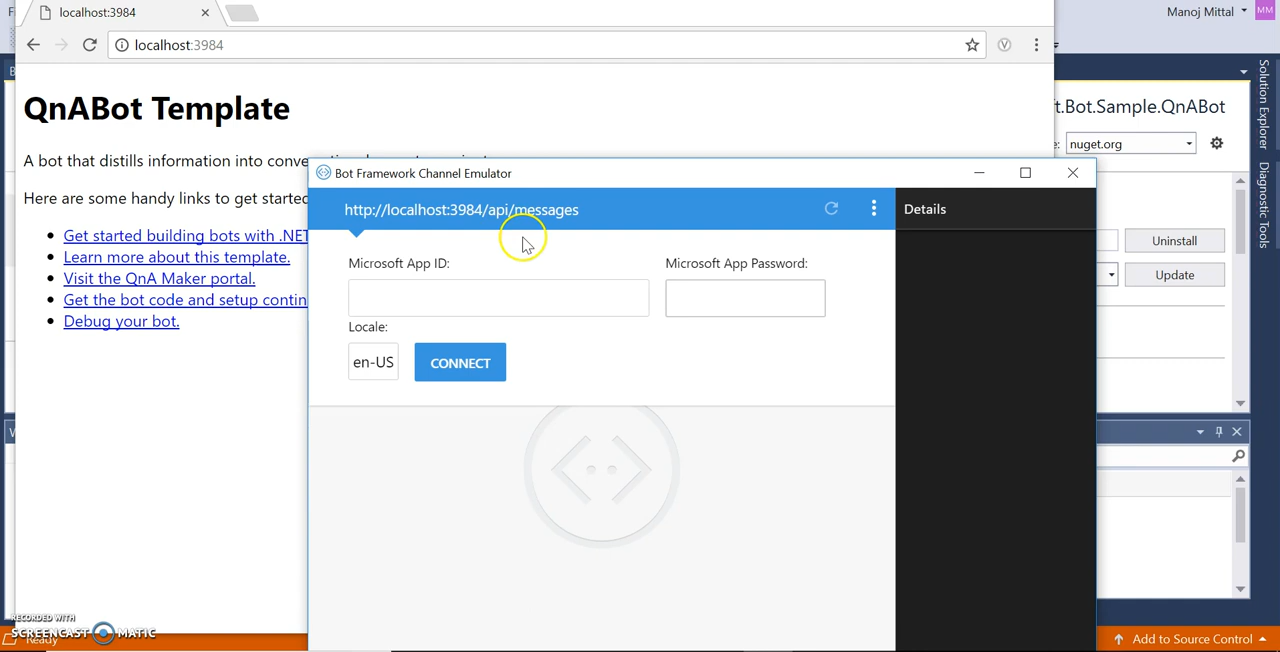 localhost:3984
Manoj Mittal
MM
localhost:3984
QnABot Template
t.Bot.Sample.QnABot
nuget.org
A bot that distills information into conve
Here are some handy links to get started
Get started building bots with .NET
Learn more about this template.
Visit the QnA Maker portal.
Get the bot code and setup contin
Debug your bot.
Bot Framework Channel Emulator
http://localhost:3984/api/messages
Details
Microsoft App ID:
Microsoft App Password:
Locale:
en-US
CONNECT
Uninstall
Update
Solution Explorer
Diagnostic Tools
RECORDED WITH
SCREENCAST MATIC
Ready
Add to Source Control